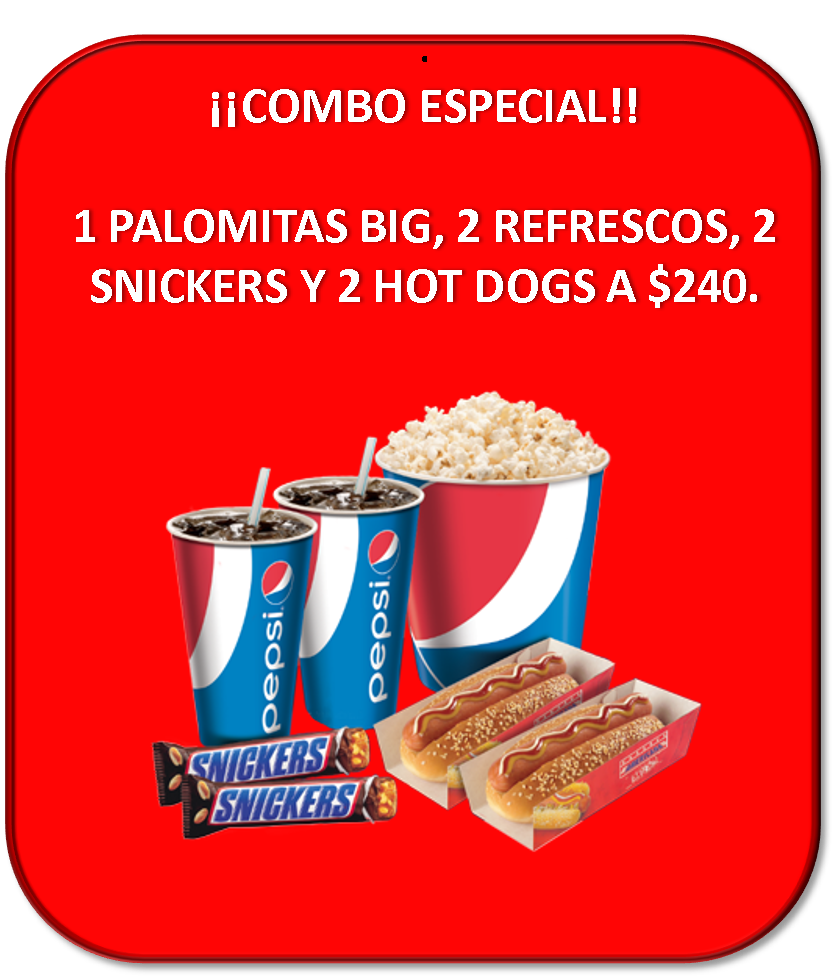 ¡¡COMBO ESPECIAL!!
1 PALOMITAS BIG, 2 REFRESCOS, 2
SNICKERS Y 2 HOT DOGS A $240.
pepsi
pepsi
SNICKERS
SNICKERS